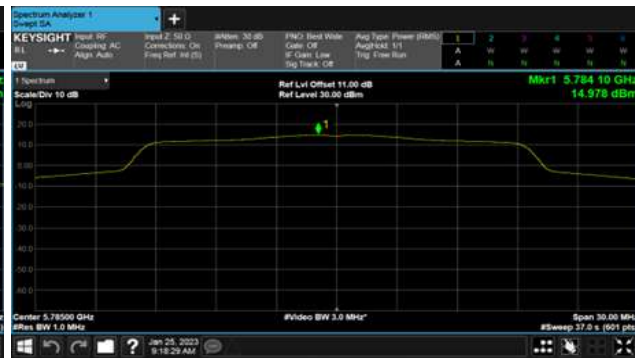 Spectrum Analyzer 1
Swept SA
+
KEYSIGHT Input: RF Input Z: 50 Ω #Atten: 30 dB PNO: Best Wide Avg Type: Power (RMS) 1 2 3 4 5 6
RL Coupling: AC Corrections: On Preamp: Off Gate: Off Avg|Hold: 1/1 A W W W W W
Align: Auto Freq Ref: Int (S) IF Gain: Low Trig: Free Run
Sig Track: Off A N N N N N
LXI
1 Spectrum Ref Lvl Offset 11.00 dB Mkr1 5.784 10 GHz
Scale/Div 10 dB Ref Level 30.00 dBm 14.978 dBm
Log
20.0
1
10.0
0.00
-10.0
-20.0
-30.0
-40.0
-50.0
-60.0
Center 5.78500 GHz #Video BW 3.0 MHz* Span 30.00 MHz
#Res BW 1.0 MHz #Sweep 37.0 s (601 pts)
? Jan 25, 2023
9:18:29 AM